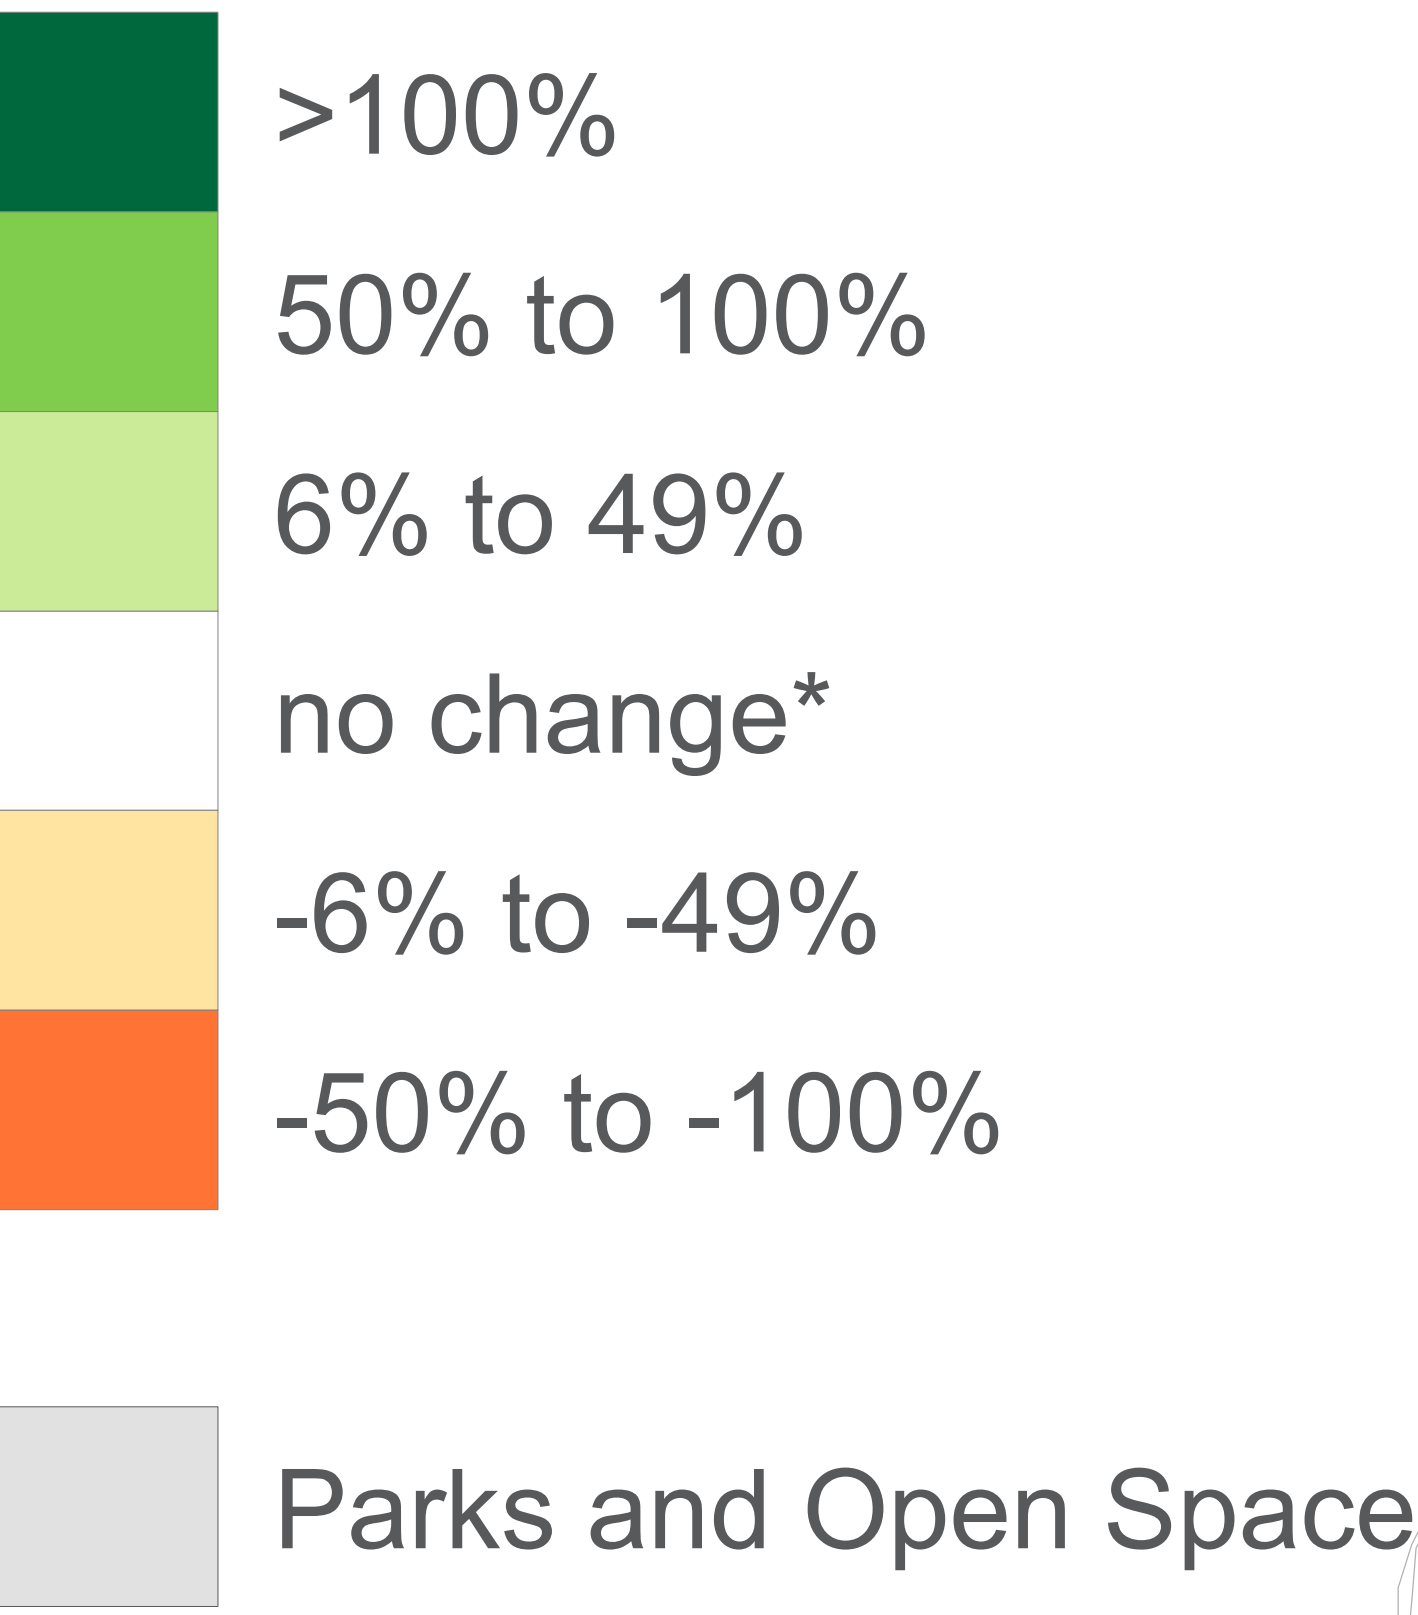 >100%
50% to 100%
6% to 49%
no change*
-6% to -49%
-50% to -100%
Parks and Open Space